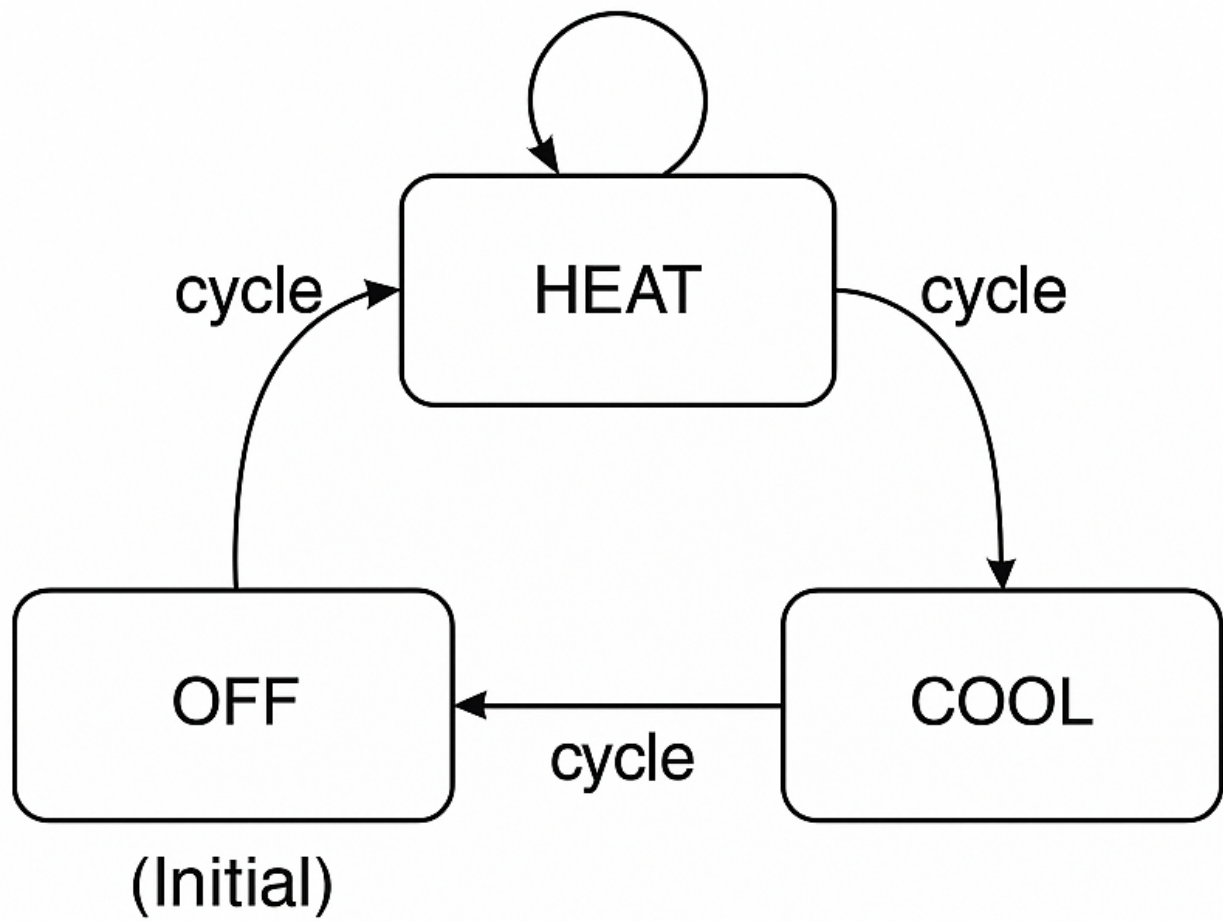 cycle
HEAT
cycle
OFF
COOL
cycle
(Initial)